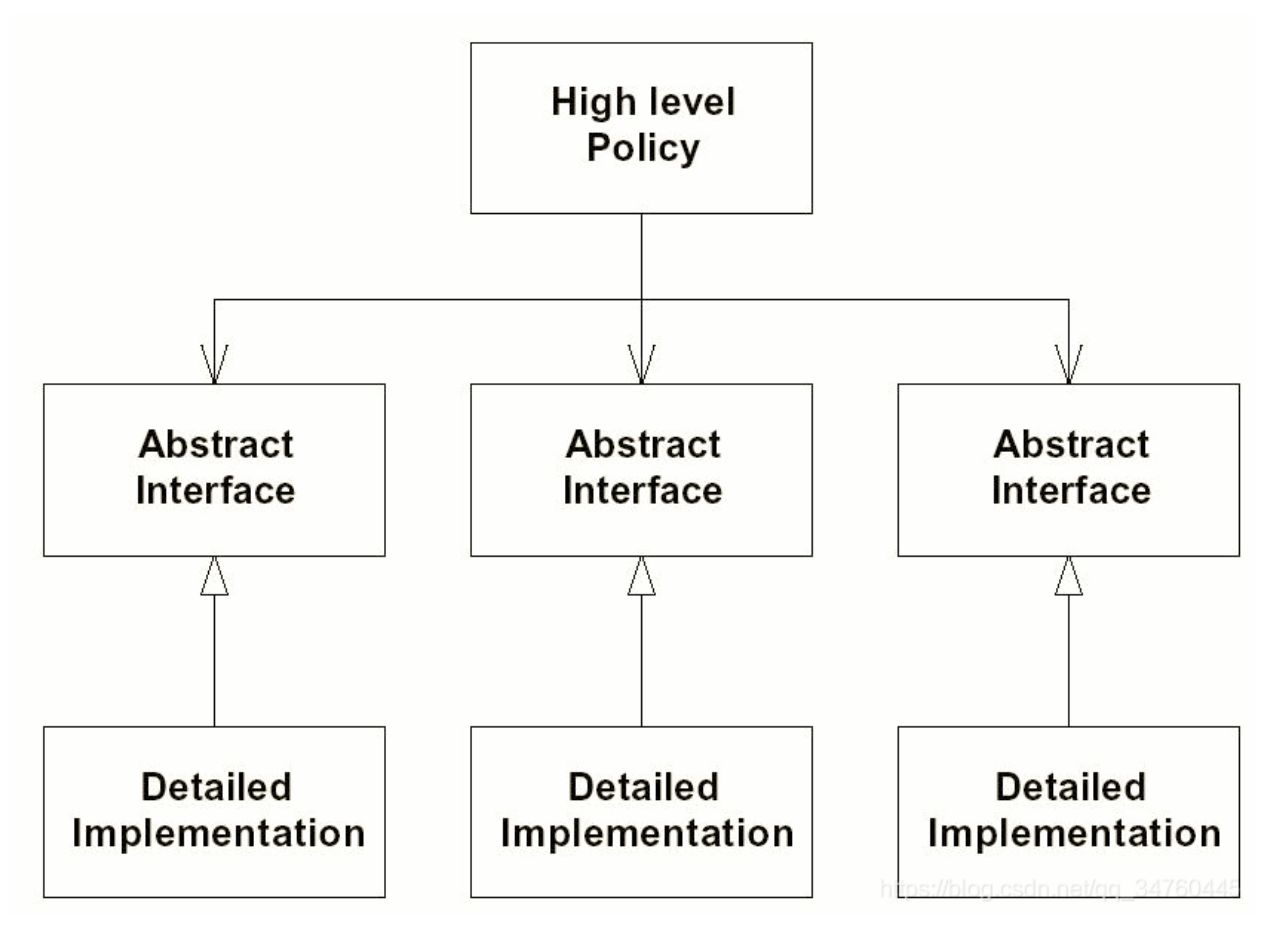 High level
Policy
Abstract
Interface
Abstract
Interface
Abstract
Interface
Detailed
Implementation
Detailed
Implementation
Detailed
Implementation
https://blog.csdn.net/qq_34760445